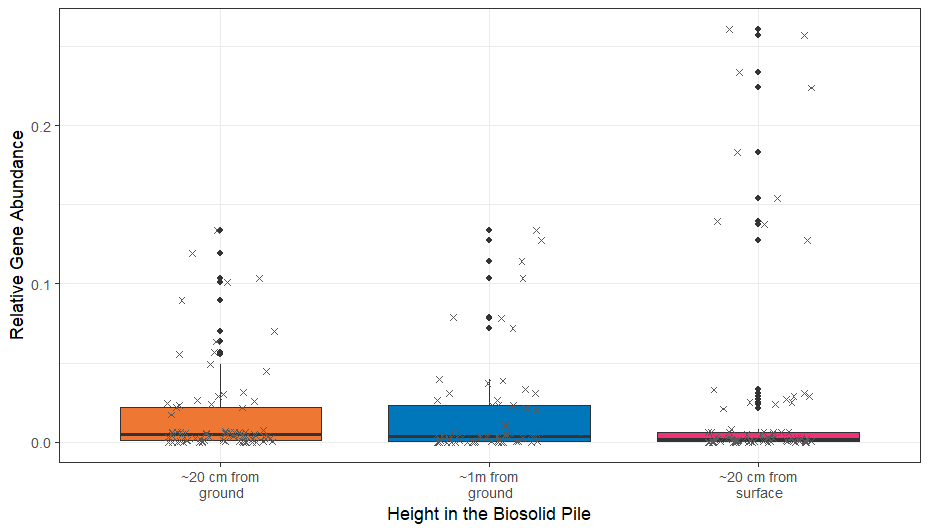 Relative Gene Abundance
0.2
0.1
0.0
~20 cm from
ground
~1m from
ground
~20 cm from
surface
Height in the Biosolid Pile